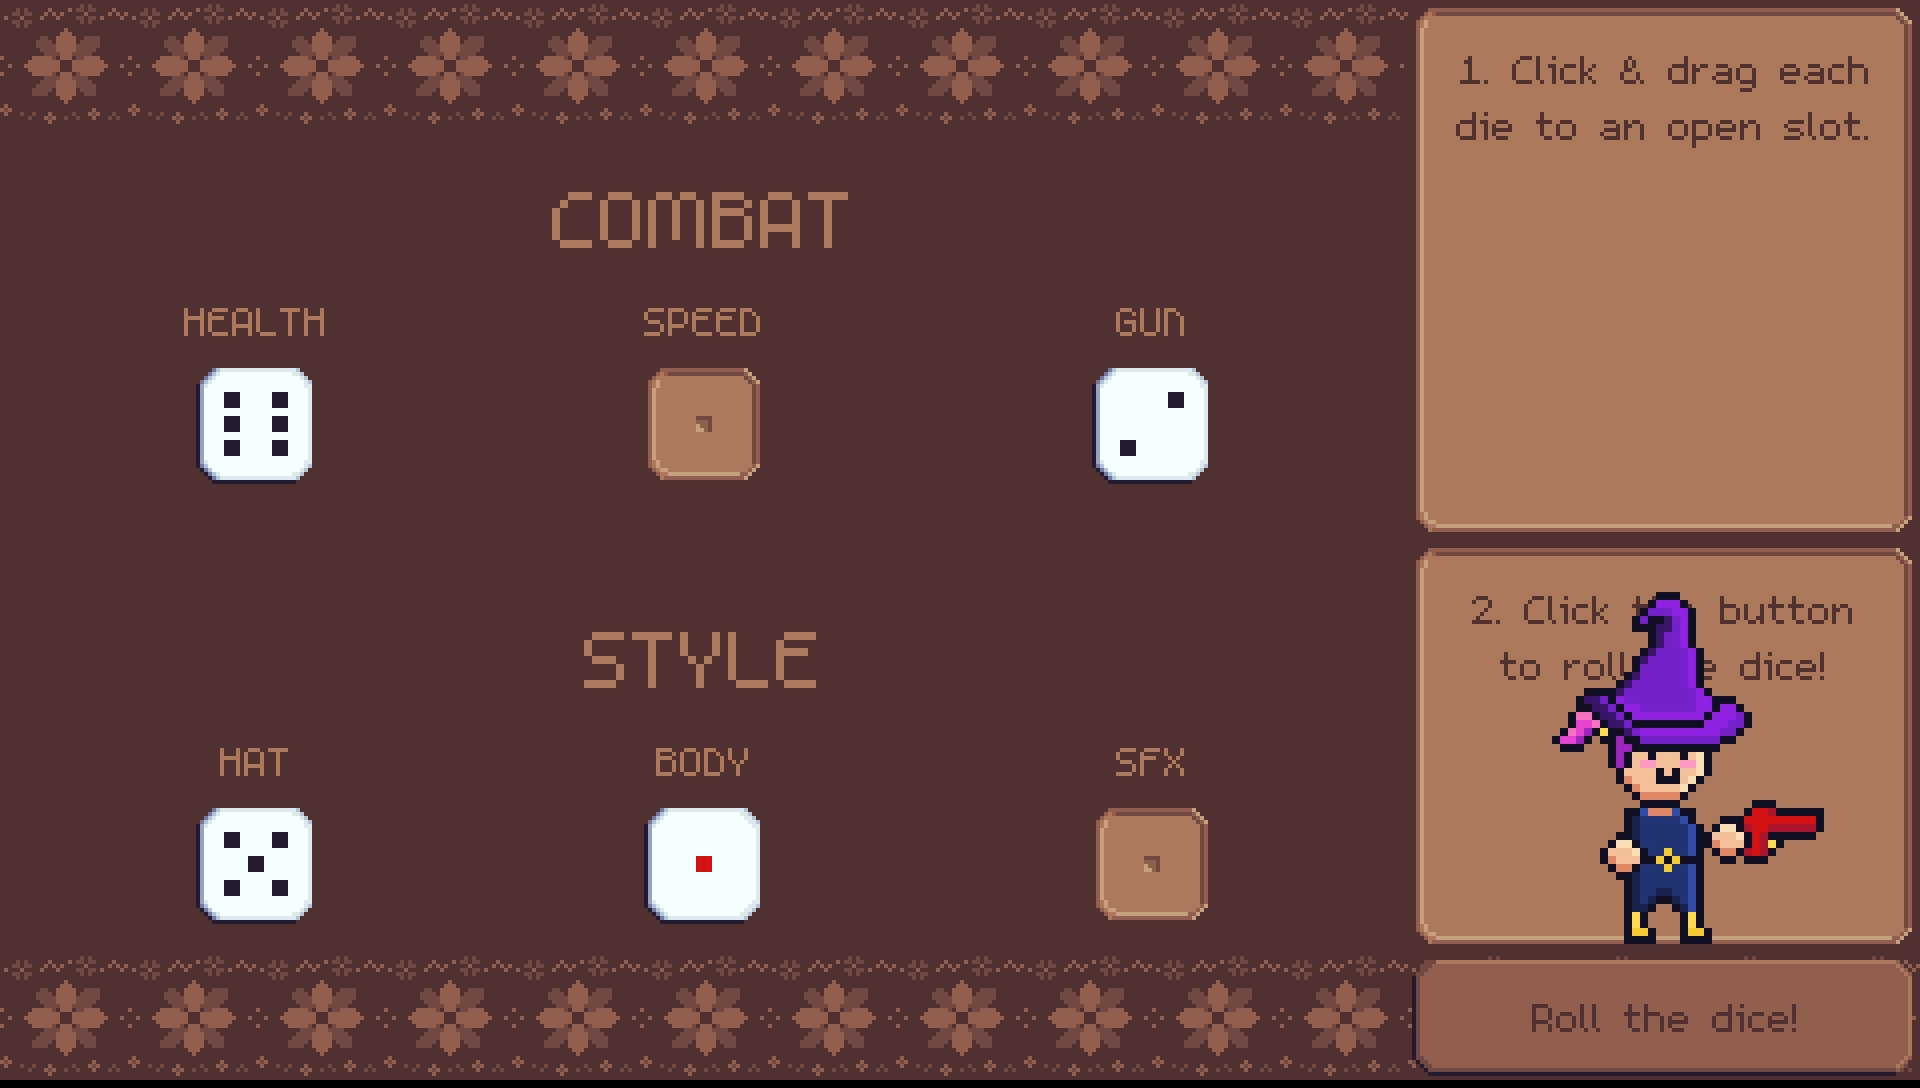 COMBAT
HEALTH
SPEED
GUN
STYLE
HAT
BODY
SFX
1. Click & drag each
die to an open slot.
2. Click button
to dice!
Roll the dice!